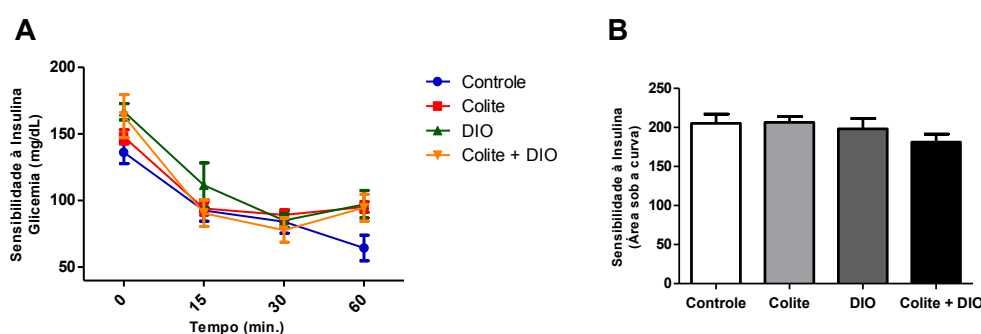 A
Sensibilidade à Insulina
Glicemia (mg/dL)
200
150
100
50
0
15
30
60
Tempo (min.)
Controle
Colite
DIO
Colite + DIO
B
Sensibilidade à Insulina
(Área sob a curva)
250
200
150
100
50
0
Controle
Colite
DIO
Colite + DIO